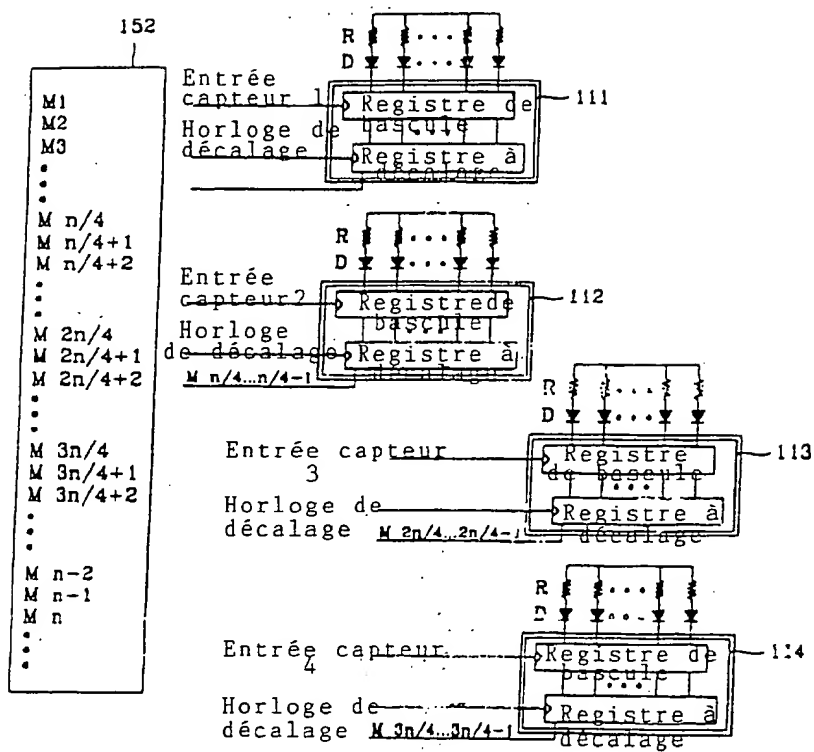 152
M1
M2
M3
M n/4
M n/4+1
M n/4+2
M 2n/4
M 2n/4+1
M 2n/4+2
M 3n/4
M 3n/4+1
M 3n/4+2
M n-2
M n-1
M n
R
D
Entrée
capteur 1
Registre de
bascule
111
Horloge de
décalage
Registre à
décalage
R
D
Entrée
capteur2
Registre de
bascule
112
Horloge
de décalage
Registre à
M n/4...n/4-1
R
D
Entrée capteur
3
Registre
de bascule
113
Horloge de
décalage
Registre à
décalage
M 2n/4...2n/4-1
R
D
Entrée capteur
4
Registre de
bascule
114
Horloge de
décalage
Registre à
décalage
M 3n/4...3n/4-1